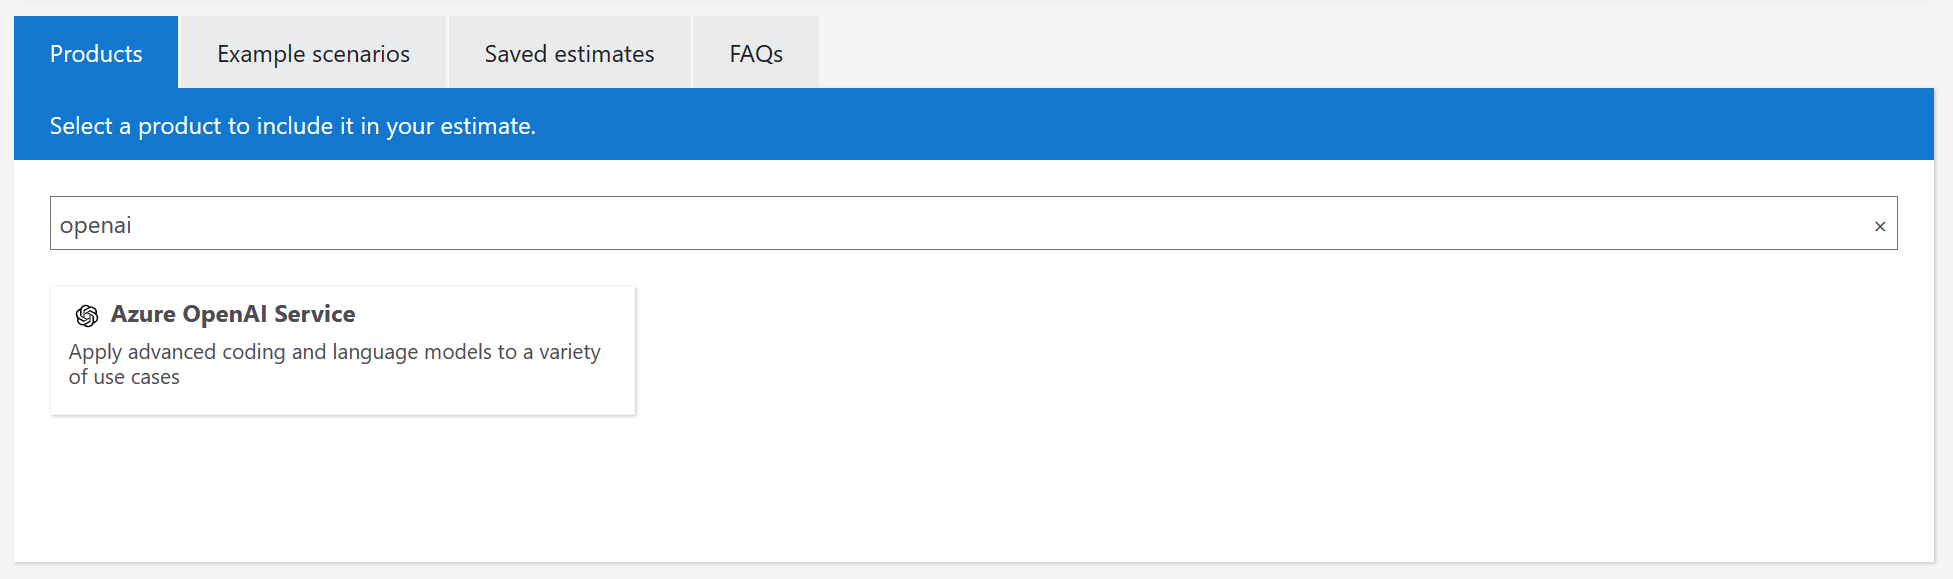 Products
Example scenarios
Saved estimates
FAQs
Select a product to include it in your estimate.
openai
×
Azure OpenAI Service
Apply advanced coding and language models to a variety
of use cases